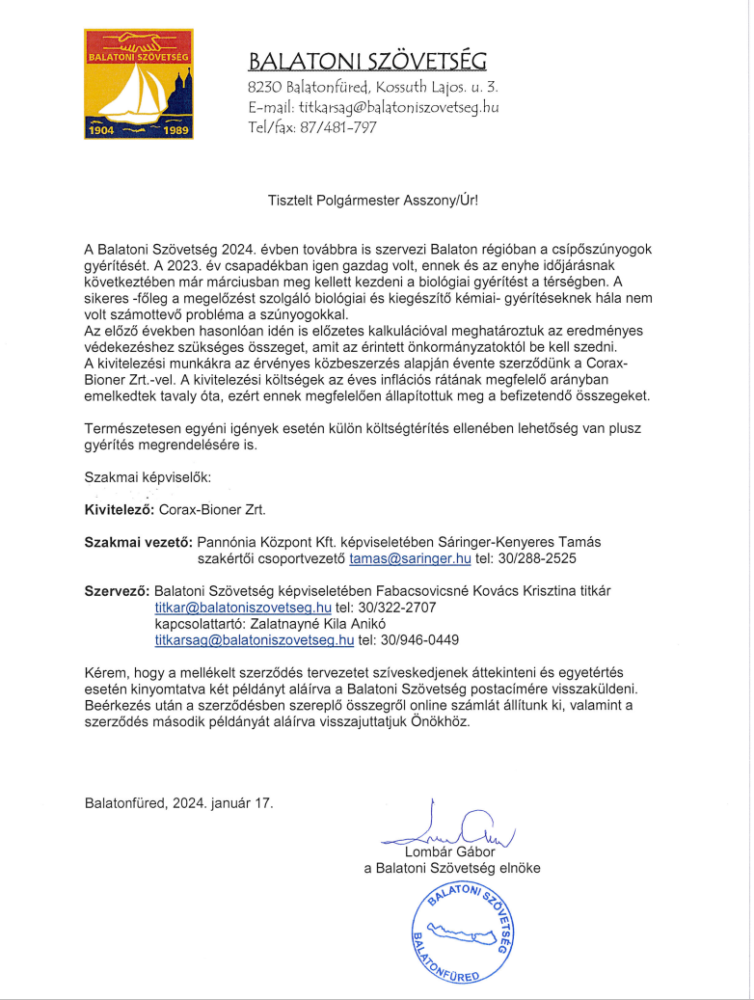 BALATONI SZÖVETSÉG
1904 1989
BALATONI SZÖVETSÉG
8230 Balatonfüred, Kossuth Lajos. u. 3.
E-mail: titkarsag@balatoniszovetseg.hu
Tel/fax: 87/481-797
Tisztelt Polgármester Asszony/Úr!
A Balatoni Szövetség 2024. évben továbbra is szervezi Balaton régióban a csípőszúnyogok
gyérítését. A 2023. év csapadékban igen gazdag volt, ennek és az enyhe időjárásnak
következtében már márciusban meg kellett kezdeni a biológiai gyérítést a térségben. A
sikeres -főleg a megelőzést szolgáló biológiai és kiegészítő kémiai- gyérítéseknek hála nem
volt számottevő probléma a szúnyogokkal.
Az előző években hasonlóan idén is előzetes kalkulációval meghatároztuk az eredményes
védekezéshez szükséges összeget, amit az érintett önkormányzatoktól be kell szedni.
A kivitelezési munkákra az érvényes közbeszerzés alapján évente szerződünk a Corax-
Bioner Zrt.-vel. A kivitelezési költségek az éves inflációs rátának megfelelő arányban
emelkedtek tavaly óta, ezért ennek megfelelően állapítottuk meg a befizetendő összegeket.
Természetesen egyéni igények esetén külön költségtérítés ellenében lehetőség van plusz
gyérítés megrendelésére is.
Szakmai képviselők:
Kivitelező: Corax-Bioner Zrt.
Szakmai vezető: Pannónia Központ Kft. képviseletében Sáringer-Kenyeres Tamás
szakértői csoportvezető tamas@saringer.hu tel: 30/288-2525
Szervező: Balatoni Szövetség képviseletében Fabacsovicsné Kovács Krisztina titkár
titkar@balatoniszovetseg.hu tel: 30/322-2707
kapcsolattartó: Zalatnayné Kila Anikó
titkarsag@balatoniszovetseg.hu tel: 30/946-0449
Kérem, hogy a mellékelt szerződés tervezetet szíveskedjenek áttekinteni és egyetértés
esetén kinyomtatva két példányt aláírva a Balatoni Szövetség postacímére visszaküldeni.
Beérkezés után a szerződésben szereplő összegről online számlát állítunk ki, valamint a
szerződés második példányát aláírva visszajuttatjuk Önökhöz.
Balatonfüred, 2024. január 17.
Lombár Gábor
a Balatoni Szövetség elnöke
BALATONI SZÖVETSÉG
BALATONFÜRED